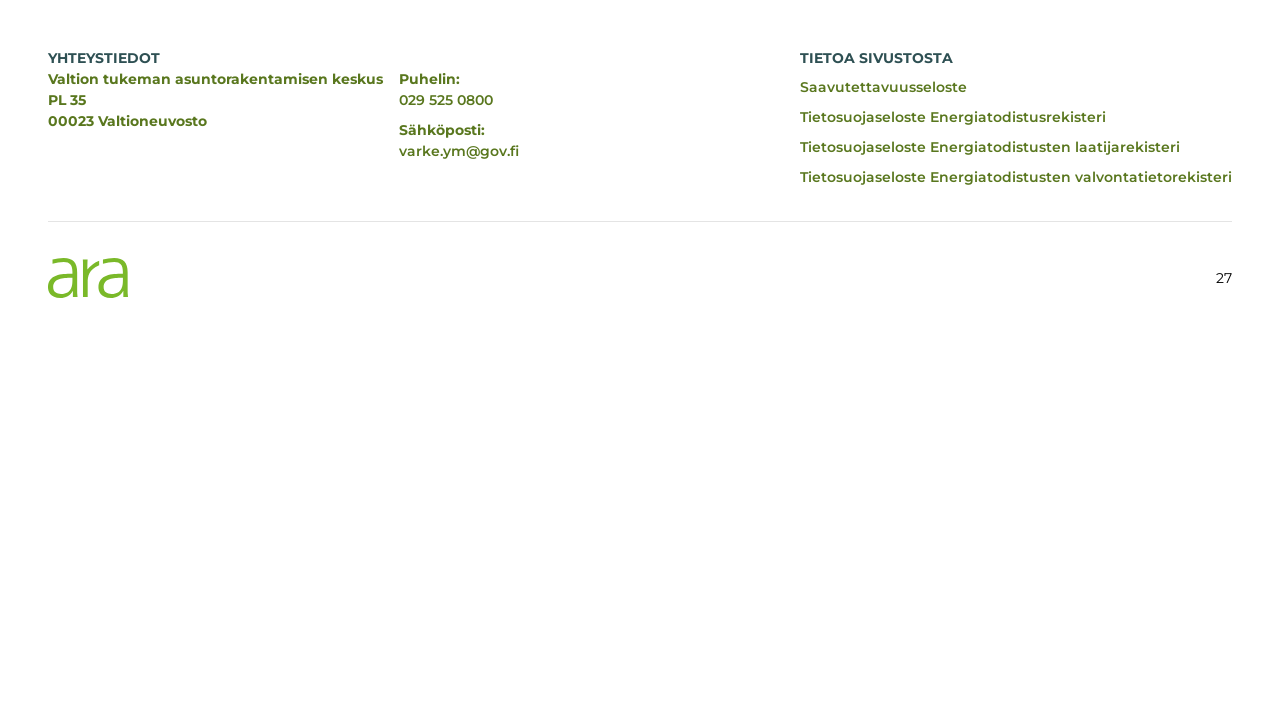 YHTEYSTIEDOT
Valtion tukeman asuntorakentamisen keskus
PL 35
00023 Valtioneuvosto
Puhelin:
029 525 0800
Sähköposti:
varke.ym@gov.fi
TIETOA SIVUSTOSTA
Saavutettavuusseloste
Tietosuojaseloste Energiatodistusrekisteri
Tietosuojaseloste Energiatodistusten laatijarekisteri
Tietosuojaseloste Energiatodistusten valvontatietorekisteri
ara
27